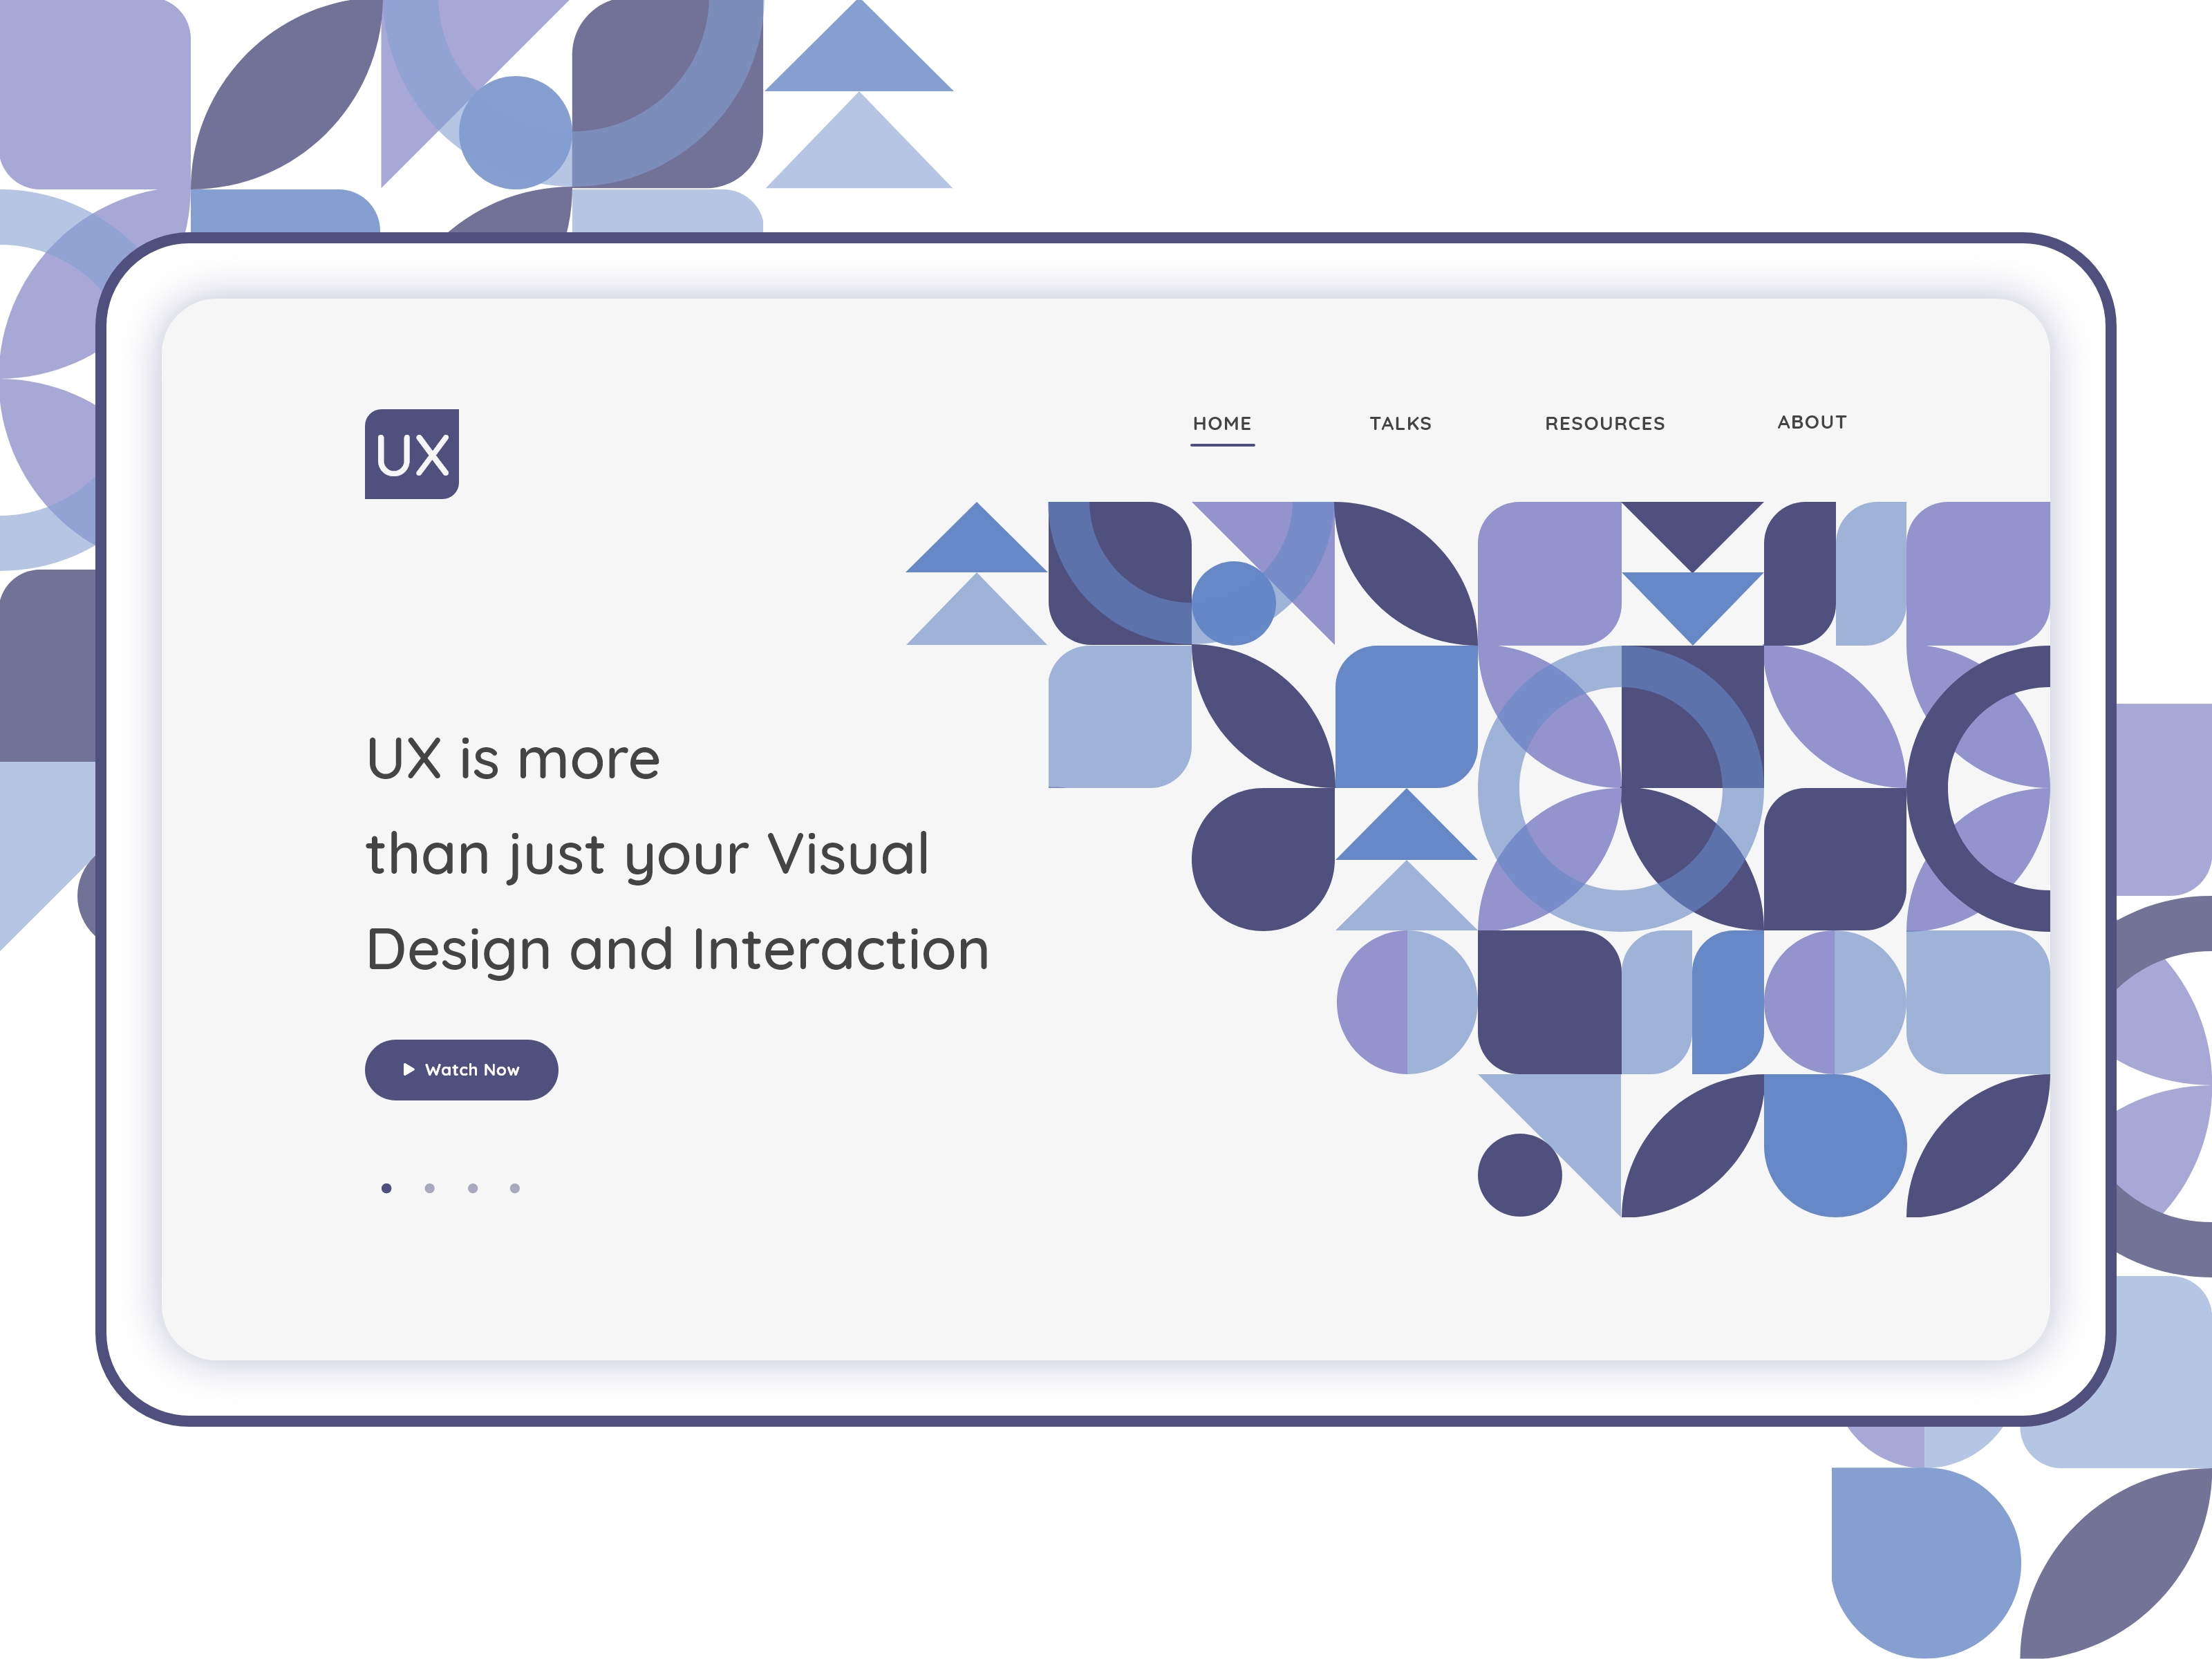 UX
HOME TALKS RESOURCES ABOUT
UX is more
than just your Visual
Design and Interaction
Watch Now